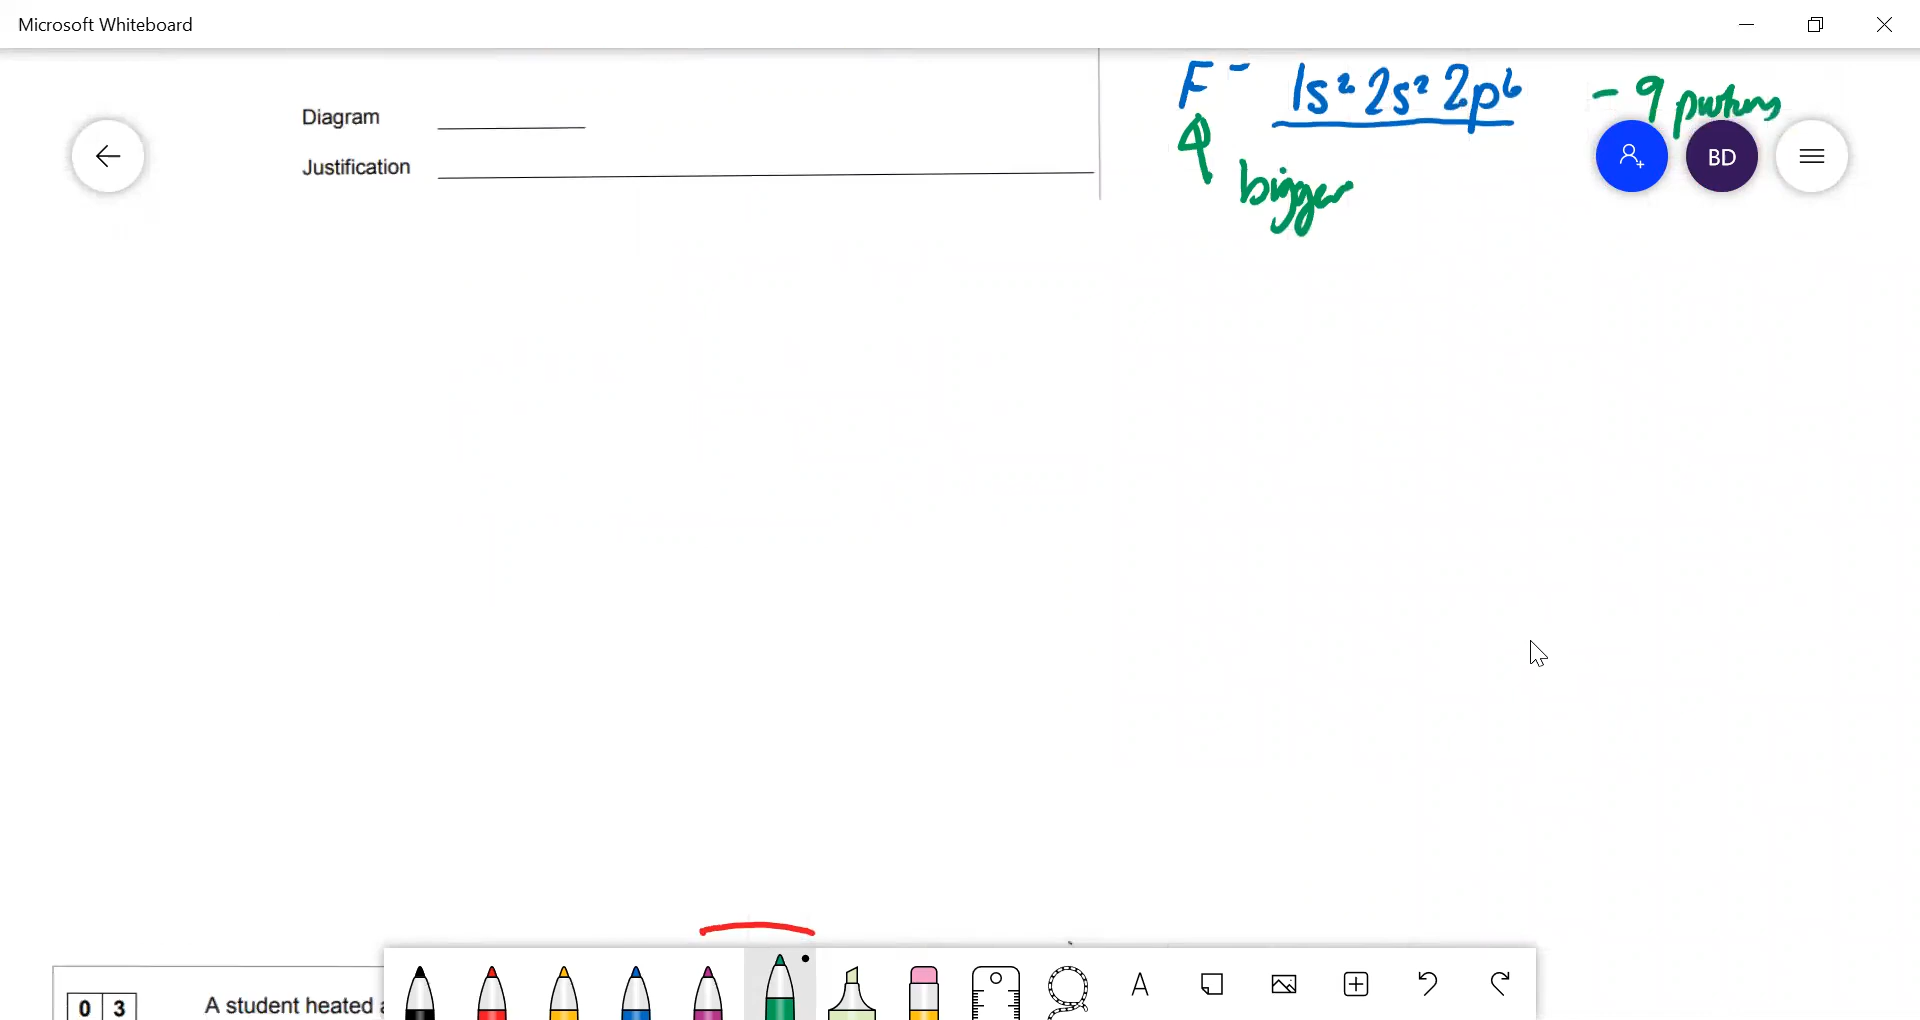 Microsoft Whiteboard
F⁻ 1s² 2s² 2p⁶ - 9 protons
Diagram
BD
Justification
bigger
0 3 A student heated